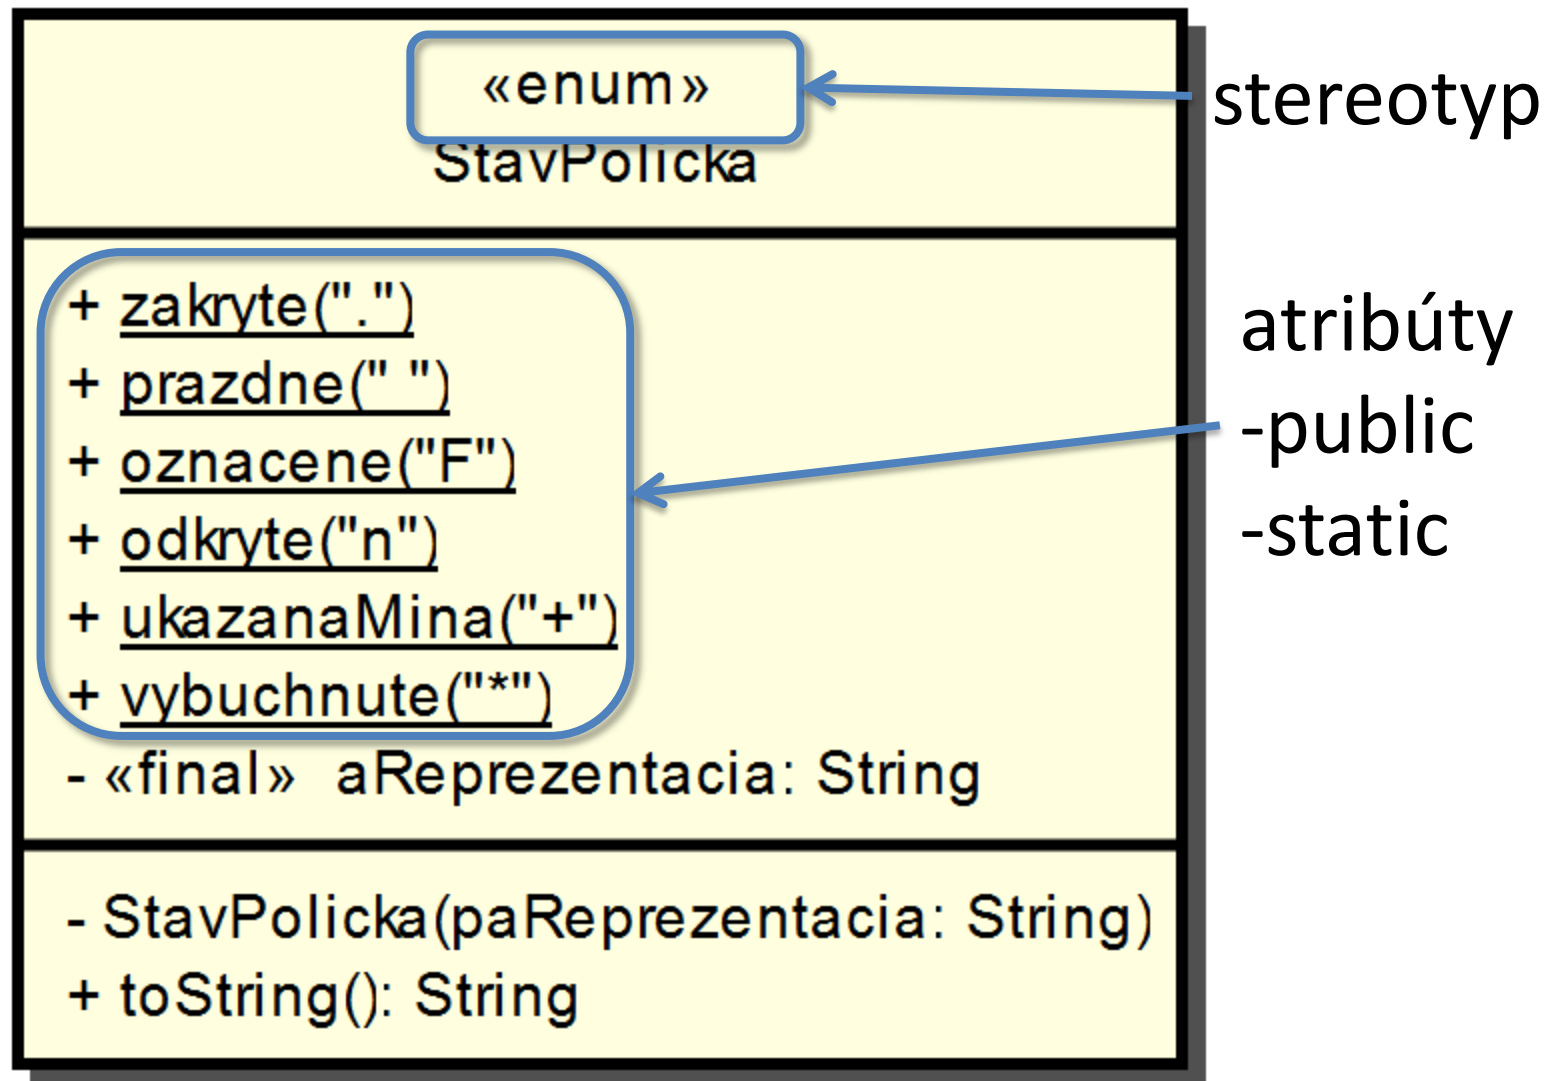 «enum»
StavPolicka
+ zakryte(".")
+ prazdne(" ")
+ oznacene("F")
+ odkryte("n")
+ ukazanaMina("+")
+ vybuchnute("*")
- «final» aReprezentacia: String
- StavPolicka(paReprezentacia: String)
+ toString(): String
stereotyp
atribúty
-public
-static